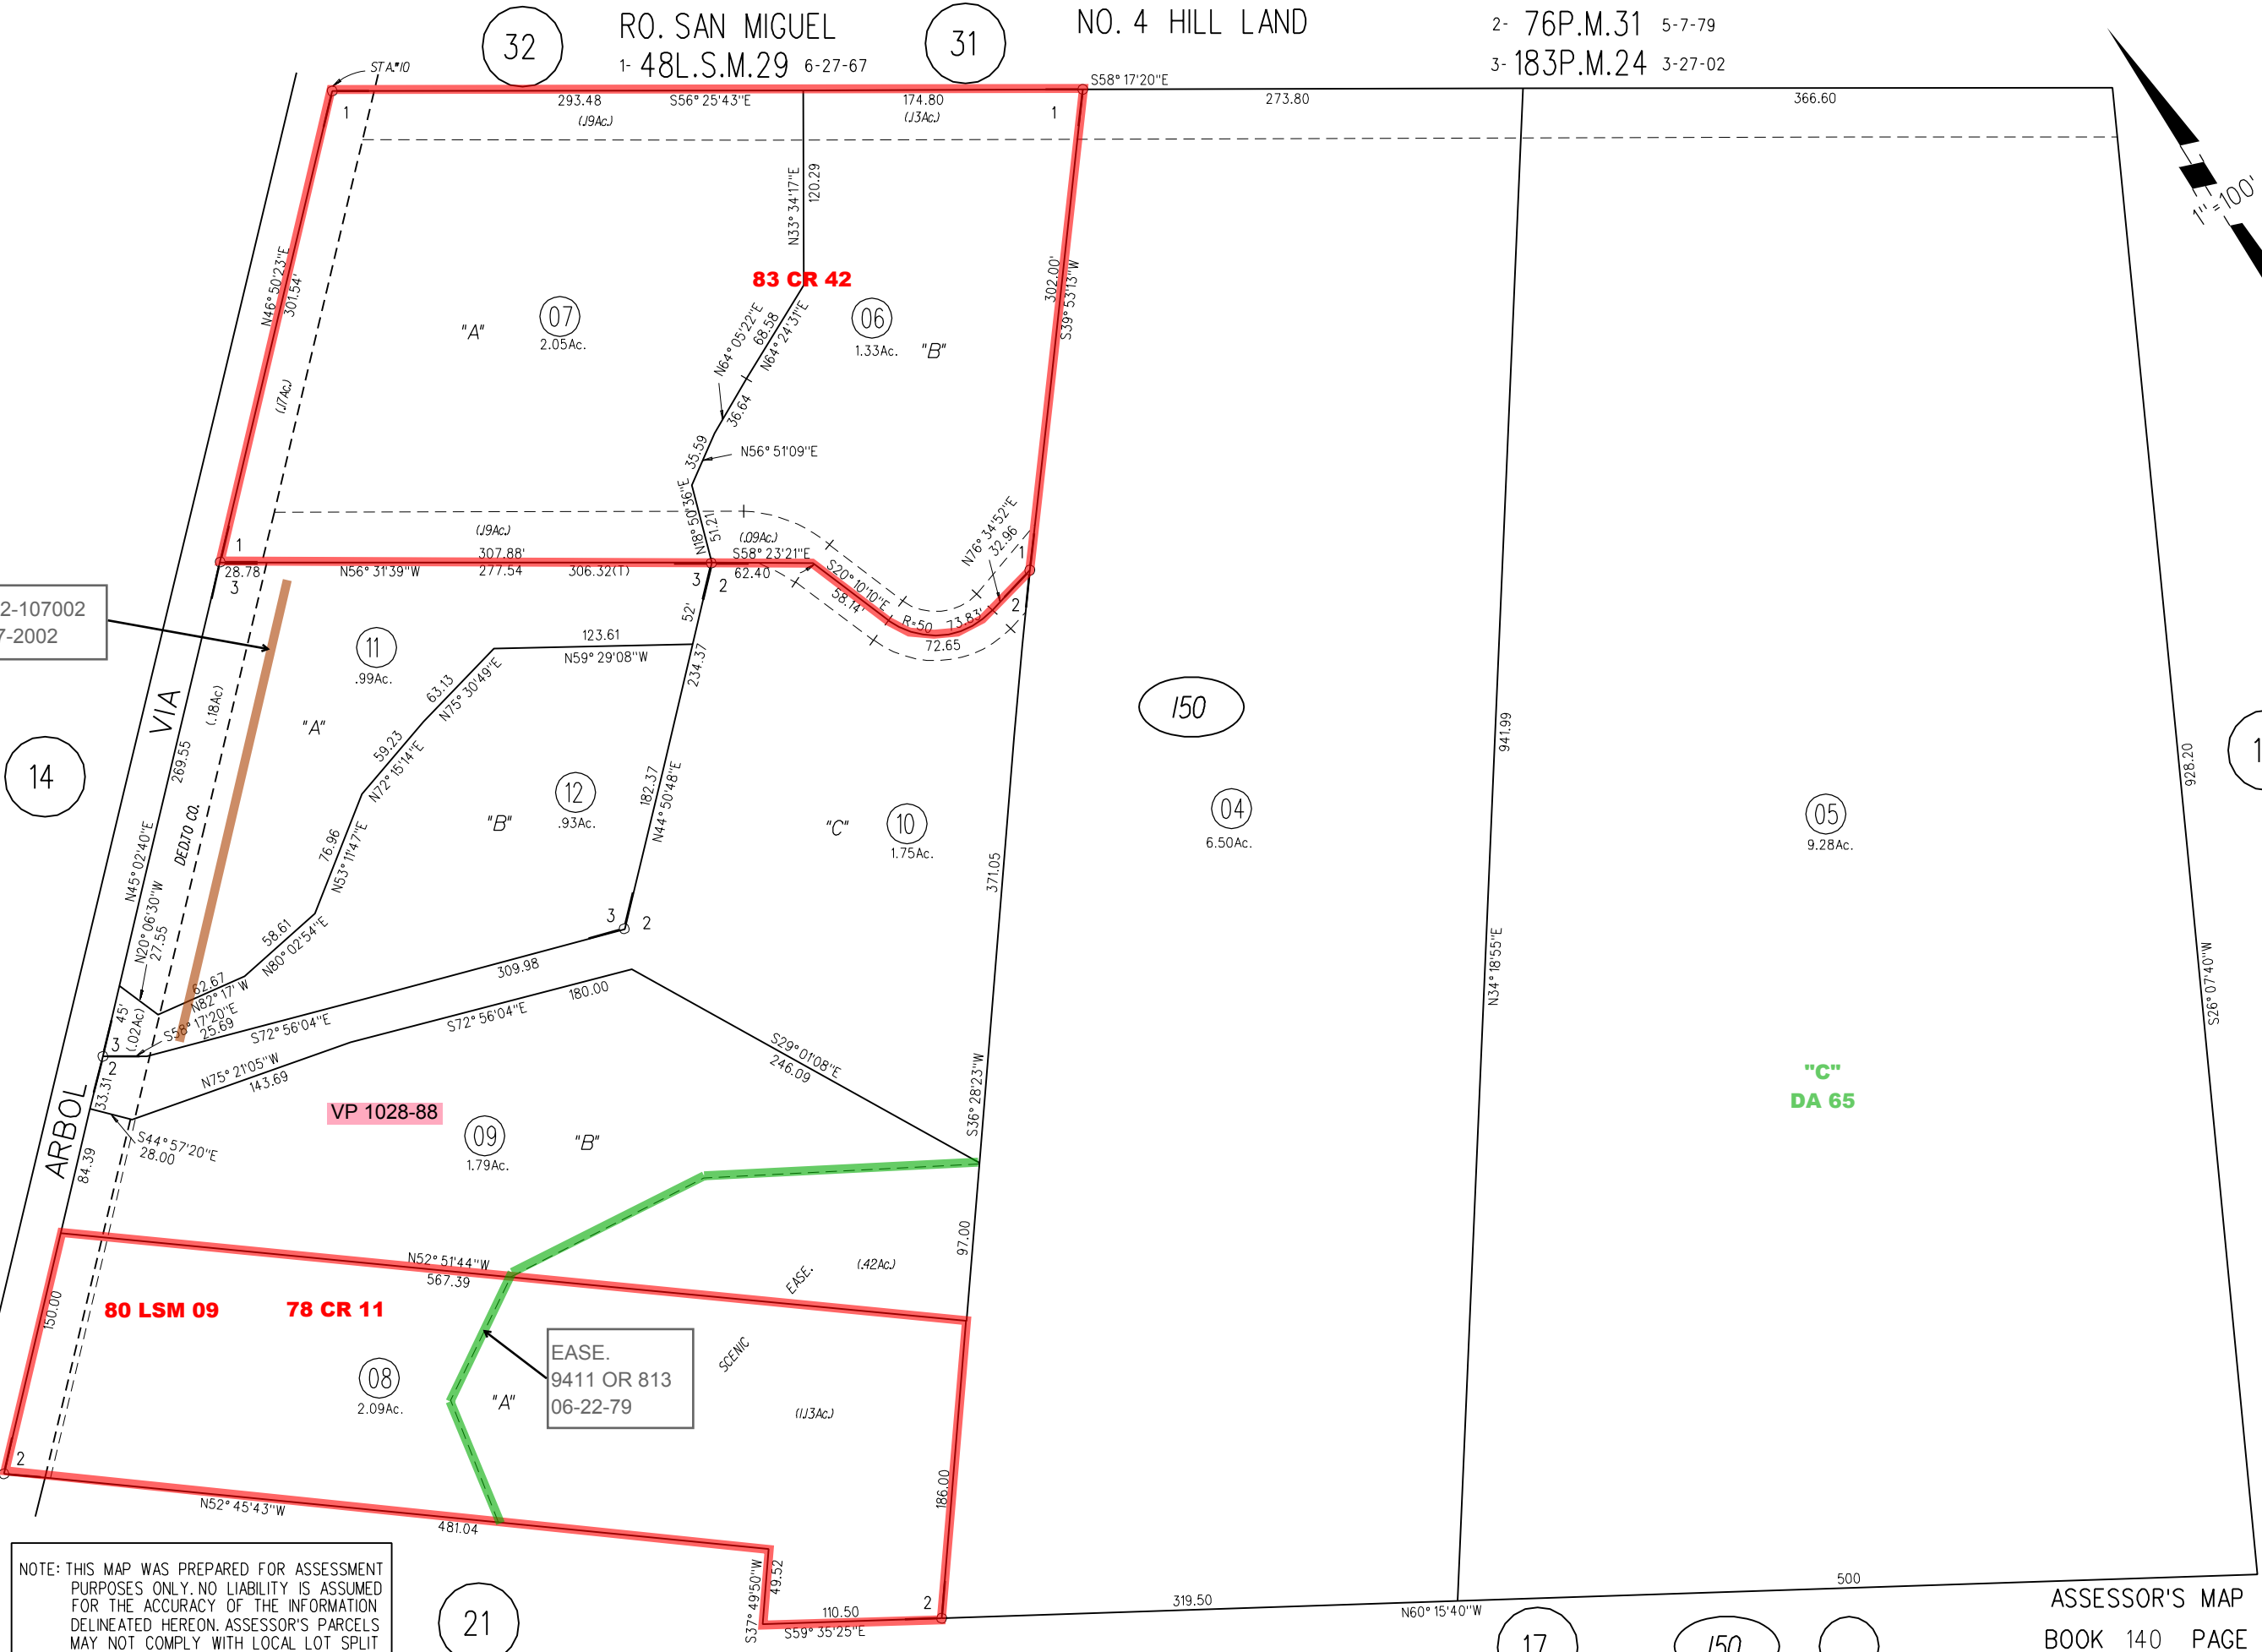 RO. SAN MIGUEL
NO. 4 HILL LAND
32
31
1- 48L.S.M.29 6-27-67
2- 76P.M.31 5-7-79
3- 183P.M.24 3-27-02
1"=100'
STA.#10
S58°17'20"E
293.48
S56°25'43"E
174.80
273.80
366.60
(.19Ac.)
(.13Ac.)
1
1
N46°50'23"E
301.54'
(.17Ac.)
N33°34'17"E
120.29
83 CR 42
302.00'
S39°53'13"W
"A"
07
2.05Ac.
06
1.33Ac.
"B"
N64°05'22"E
68.58
N64°24'31"E
36.64
35.59
N56°51'09"E
N18°50'36"E
51.21
(.19Ac.)
(.09Ac.)
N76°34'52"E
32.96
1
1
307.88'
S58°23'21"E
28.78
N56°31'39"W
277.54
306.32(T)
62.40
3
3
2
S20°10'10"E
58.14'
R=50
73.83'
72.65
2
2-107002
7-2002
52'
234.37
123.61
N59°29'08"W
11
.99Ac.
"A"
63.13
N75°30'49"E
59.23
N72°15'14"E
VIA
(.18Ac)
269.55
DED.TO CO.
14
150
12
.93Ac.
"B"
182.37
N44°50'48"E
"C"
10
1.75Ac.
04
6.50Ac.
05
9.28Ac.
941.99
928.20
371.05
76.96
N53°11'47"E
N45°02'40"E
N20°06'30"W
27.55
58.61
N80°02'54"E
62.67
N82°17' W
S58°17'20"E
25.69
45'
(.02Ac)
3
2
3
2
309.98
S72°56'04"E
180.00
S72°56'04"E
N34°18'55"E
S26°07'40"W
N75°21'05"W
143.69
S29°01'08"E
246.09
S36°28'23"W
"C"
DA 65
33.31
ARBOL
S44°57'20"E
28.00
84.39
VP 1028-88
09
1.79Ac.
"B"
97.00
N52°51'44"W
567.39
EASE.
(.42Ac.)
150.00
80 LSM 09
78 CR 11
EASE.
9411 OR 813
06-22-79
SCENIC
08
2.09Ac.
"A"
(1.13Ac.)
2
186.00
N52°45'43"W
481.04
S37°49'50"W
49.52
110.50
S59°35'25"E
2
319.50
N60°15'40"W
500
NOTE: THIS MAP WAS PREPARED FOR ASSESSMENT
PURPOSES ONLY. NO LIABILITY IS ASSUMED
FOR THE ACCURACY OF THE INFORMATION
DELINEATED HEREON. ASSESSOR'S PARCELS
MAY NOT COMPLY WITH LOCAL LOT SPLIT
21
17
150
1
ASSESSOR'S MAP
BOOK 140 PAGE